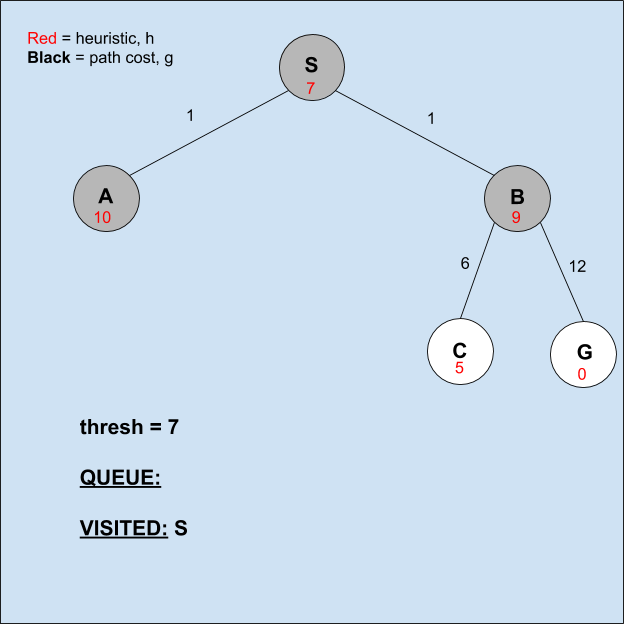 Red = heuristic, h
Black = path cost, g
S
7
1
1
A
10
B
9
6
12
C
5
G
0
thresh = 7
QUEUE:
VISITED: S